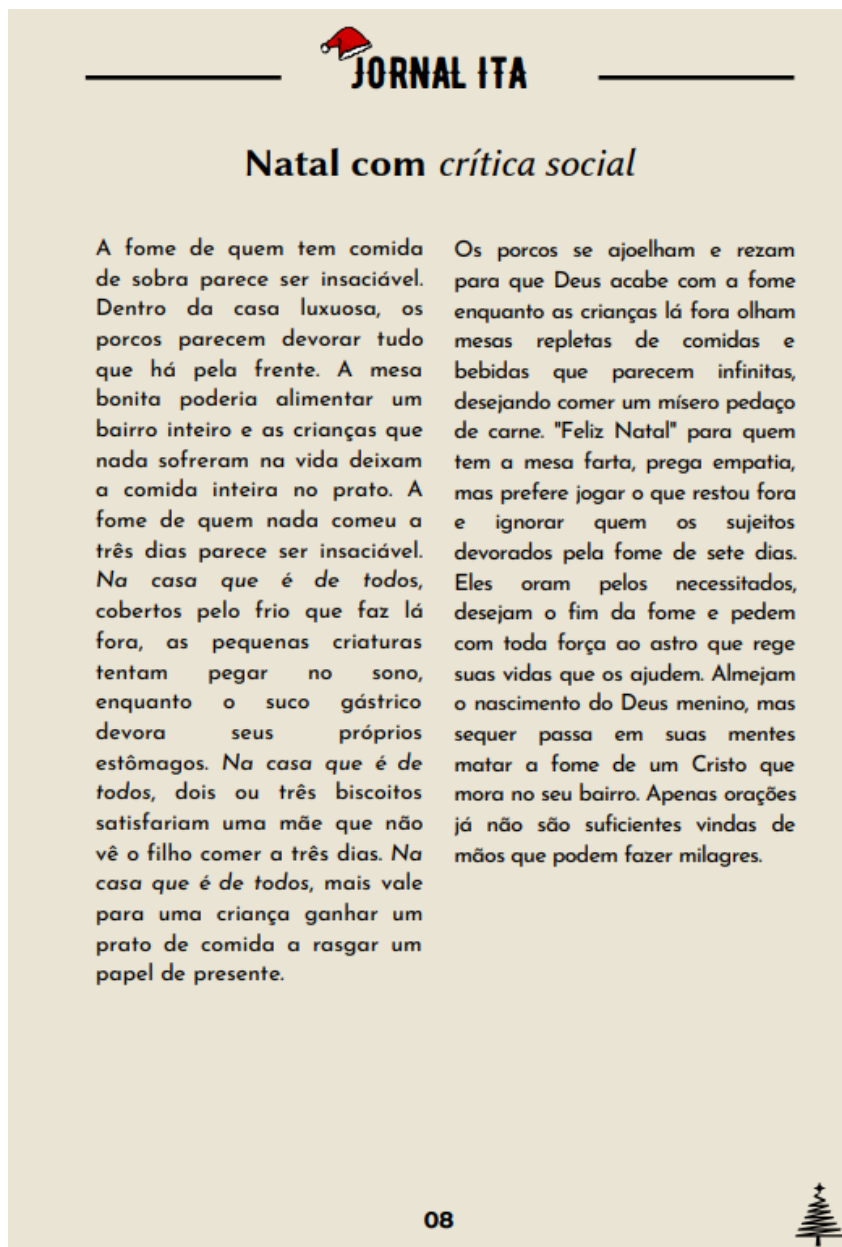 JORNAL ITA
Natal com crítica social
A fome de quem tem comida
de sobra parece ser insaciável.
Dentro da casa luxuosa, os
porcos parecem devorar tudo
que há pela frente. A mesa
bonita poderia alimentar um
bairro inteiro e as crianças que
nada sofreram na vida deixam
a comida inteira no prato. A
fome de quem nada comeu a
três dias parece ser insaciável.
Na casa que é de todos,
cobertos pelo frio que faz lá
fora, as pequenas criaturas
tentam pegar no sono,
enquanto o suco gástrico
devora seus próprios
estômagos. Na casa que é de
todos, dois ou três biscoitos
satisfariam uma mãe que não
vê o filho comer a três dias. Na
casa que é de todos, mais vale
para uma criança ganhar um
prato de comida a rasgar um
papel de presente.
Os porcos se ajoelham e rezam
para que Deus acabe com a fome
enquanto as crianças lá fora olham
mesas repletas de comidas e
bebidas que parecem infinitas,
desejando comer um mísero pedaço
de carne. "Feliz Natal" para quem
tem a mesa farta, prega empatia,
mas prefere jogar o que restou fora
e ignorar quem os sujeitos
devorados pela fome de sete dias.
Eles oram pelos necessitados,
desejam o fim da fome e pedem
com toda força ao astro que rege
suas vidas que os ajudem. Almejam
o nascimento do Deus menino, mas
sequer passa em suas mentes
matar a fome de um Cristo que
mora no seu bairro. Apenas orações
já não são suficientes vindas de
mãos que podem fazer milagres.
08